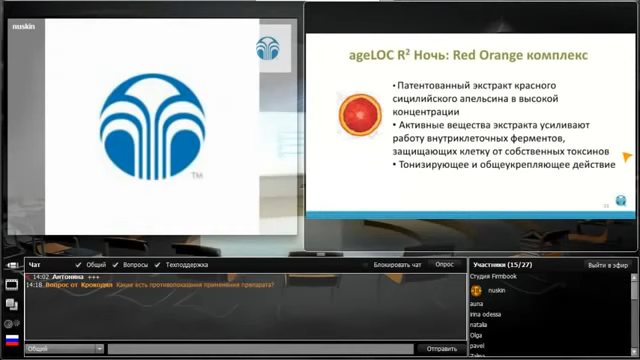 nuskin
TM
ageLOC R² Ночь: Red Orange комплекс
• Патентованный экстракт красного
сицилийского апельсина в высокой
концентрации
• Активные вещества экстракта усиливают
работу внутриклеточных ферментов,
защищающих клетку от собственных токсинов
• Тонизирующее и общеукрепляющее действие
Чат
Общий
Вопросы
Техподдержка
Блокировать чат
Опрос
14:02 Антонина +++
14:18 Вопрос от Крокодил Какие есть противопоказания применения препарата?
Общий
Отправить
Участники (15/27)
Выйти в эфир
Студия Firmbook
nuskin
auna
irina odessa
natalia
Olga
pavel